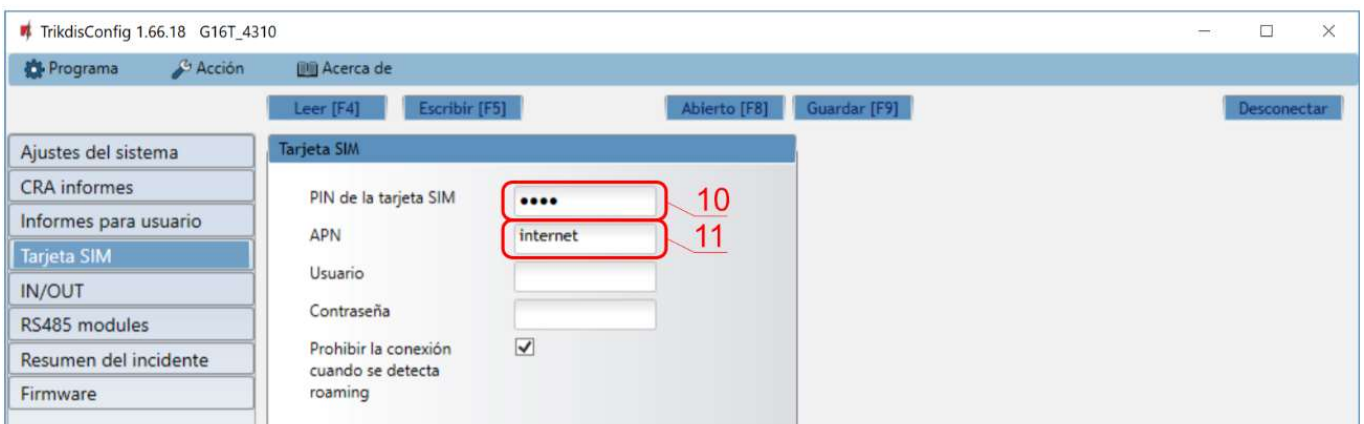 TrikdisConfig 1.66.18 G16T_4310
Programa Acción Acerca de
Leer [F4] Escribir [F5] Abierto [F8] Guardar [F9] Desconectar
Ajustes del sistema
CRA informes
Informes para usuario
Tarjeta SIM
IN/OUT
RS485 modules
Resumen del incidente
Firmware
Tarjeta SIM
PIN de la tarjeta SIM •••• 10
APN internet 11
Usuario
Contraseña
Prohibir la conexión
cuando se detecta
roaming